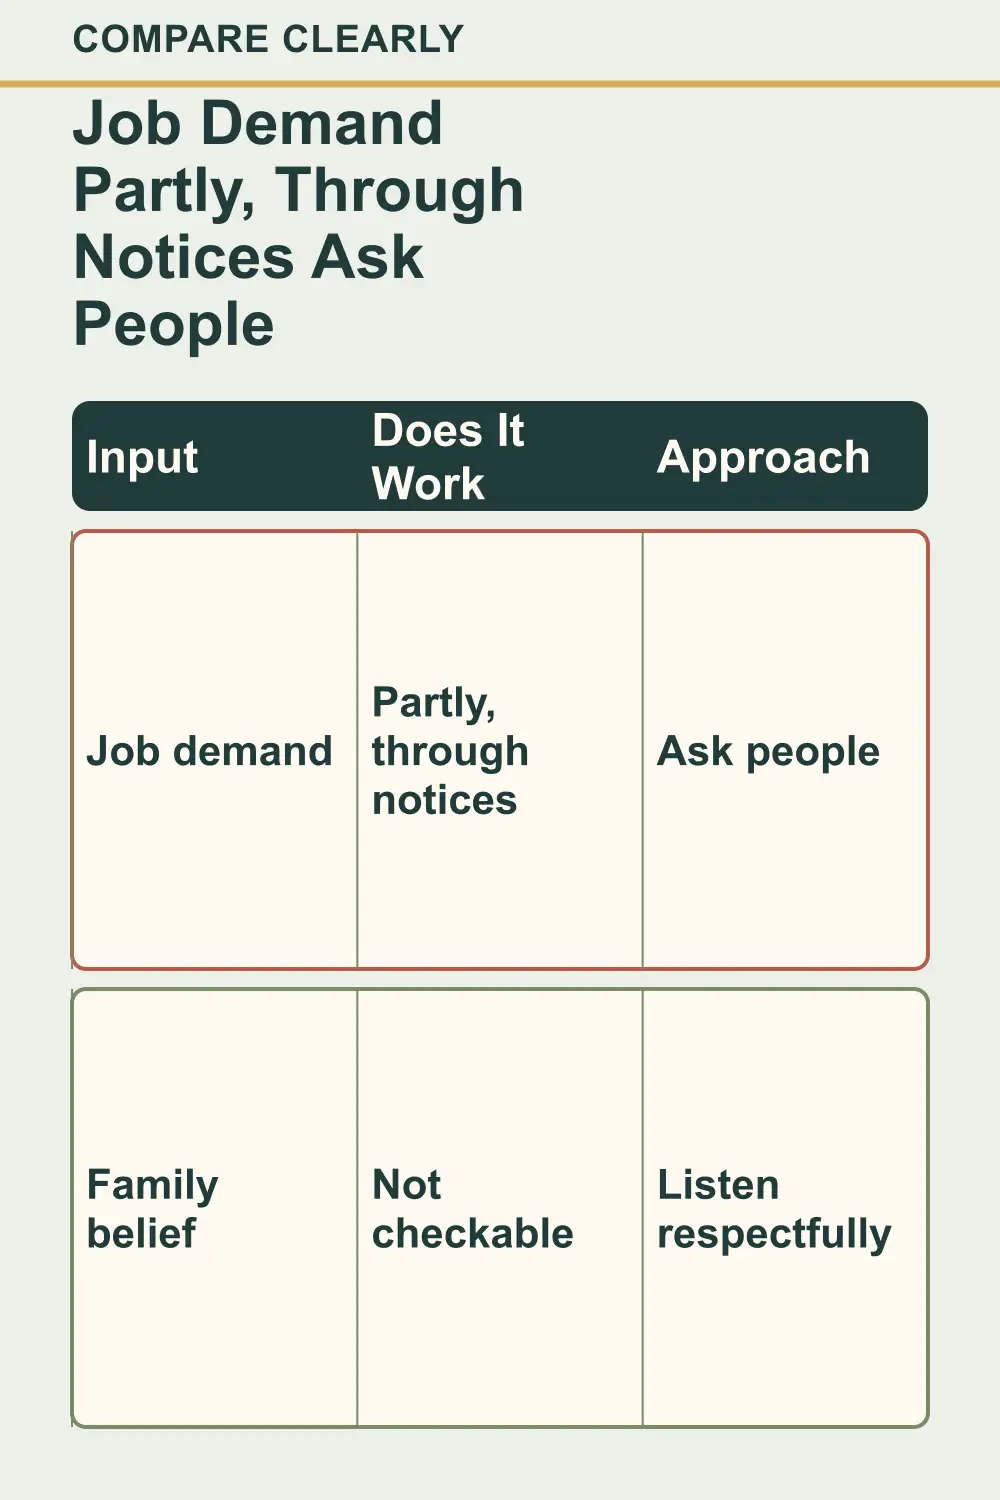 COMPARE CLEARLY
Job Demand
Partly, Through
Notices Ask
People
Input
Does It
Work
Approach
Job demand
Partly,
through
notices
Ask people
Family
belief
Not
checkable
Listen
respectfully